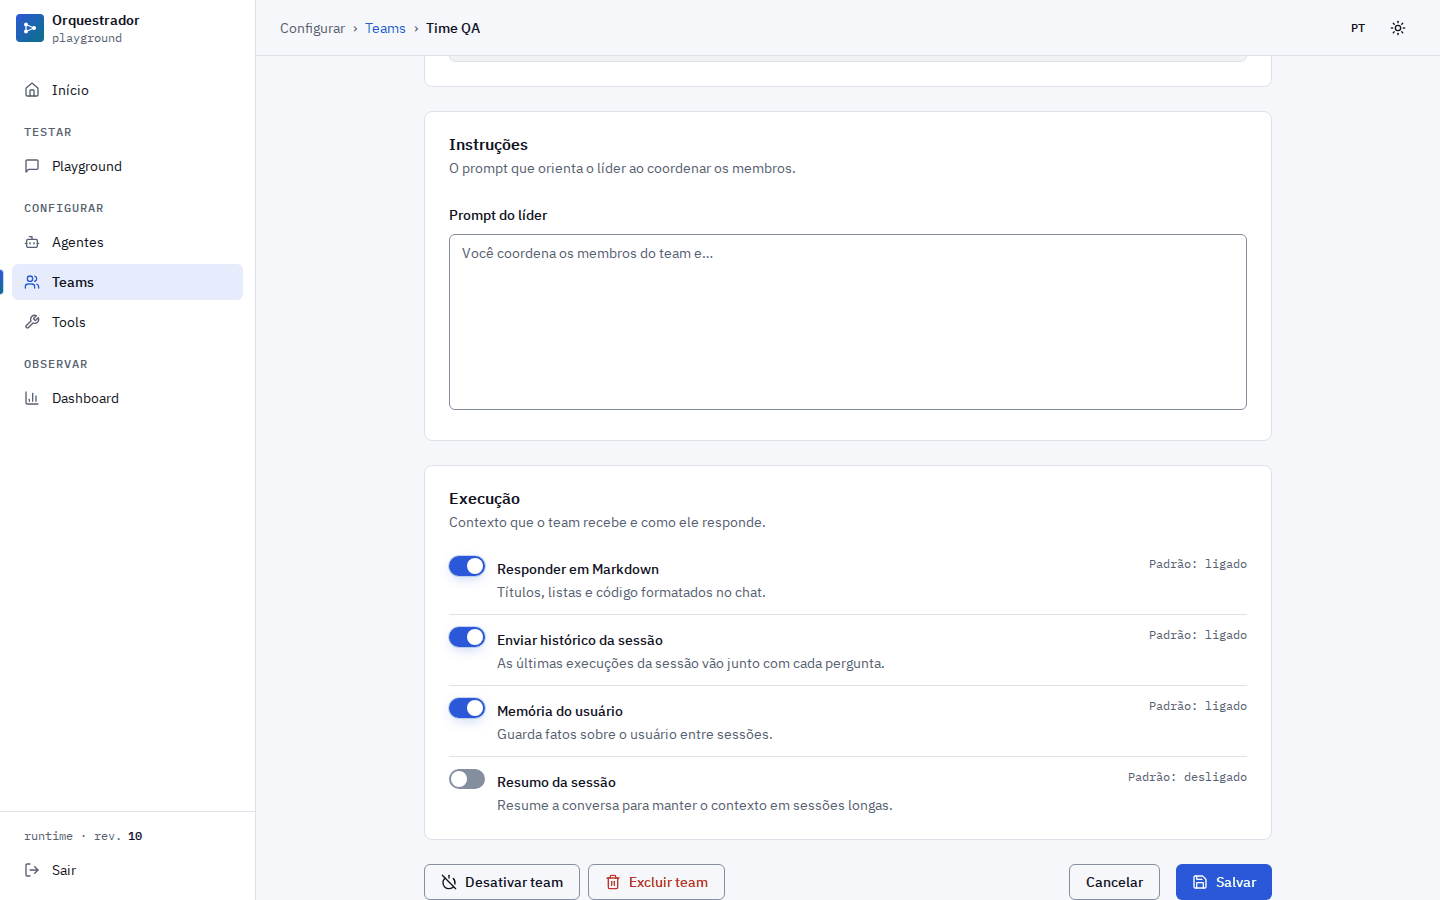 Orquestrador
playground
Início
TESTAR
Playground
CONFIGURAR
Agentes
Teams
Tools
OBSERVAR
Dashboard
runtime · rev. 10
Sair
Configurar › Teams › Time QA
PT
Instruções
O prompt que orienta o líder ao coordenar os membros.
Prompt do líder
Você coordena os membros do team e...
Execução
Contexto que o team recebe e como ele responde.
Responder em Markdown
Padrão: ligado
Títulos, listas e código formatados no chat.
Enviar histórico da sessão
Padrão: ligado
As últimas execuções da sessão vão junto com cada pergunta.
Memória do usuário
Padrão: ligado
Guarda fatos sobre o usuário entre sessões.
Resumo da sessão
Padrão: desligado
Resume a conversa para manter o contexto em sessões longas.
Desativar team
Excluir team
Cancelar
Salvar